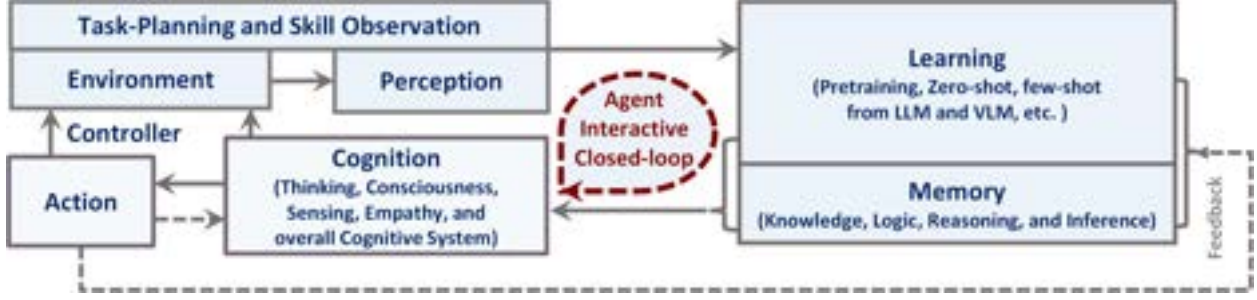 Task-Planning and Skill Observation
Environment
Perception
Controller
Action
Cognition
(Thinking, Consciousness,
Sensing, Empathy, and
overall Cognitive System)
Agent
Interactive
Closed-loop
Learning
(Pretraining, Zero-shot, few-shot
from LLM and VLM, etc. )
Memory
(Knowledge, Logic, Reasoning, and Inference)
Feedback